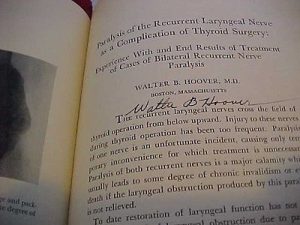 Paralysis of the Recurrent Laryngeal Nerve
as a Complication of Thyroid Surgery:
Experience With and End Results of Treatment
of Cases of Bilateral Recurrent Nerve
Paralysis
WALTER B. HOOVER, M.D.
BOSTON, MASSACHUSETTS
Walter B Hoover
THE recurrent laryngeal nerves cross the field of
thyroid operation from below upward. Injury to these nerves
during thyroid operation has been too frequent. Paralysis
of one nerve is an unfortunate incident, causing only tem-
porary inconvenience for which treatment is unnecessary.
Paralysis of both recurrent nerves is a major calamity wh
usually leads to some degree of chronic invalidism or e
death if the laryngeal obstruction produced by this para
is not relieved.
To date restoration of laryngeal function has not
laryngeal obstruction due to pa
ge and pack-
degree of